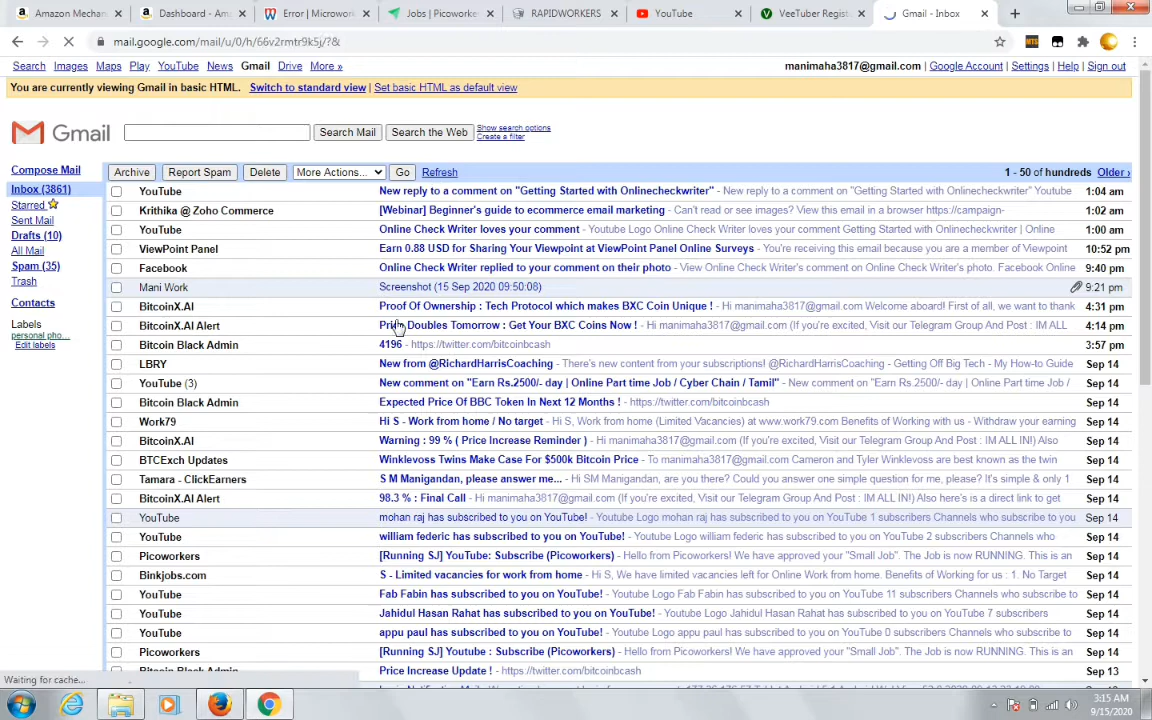 Amazon Mechan
Dashboard - Ama
Error | Microwork
Jobs | Picoworke
RAPIDWORKERS
YouTube
VeeTuber Regist
Gmail - Inbox
mail.google.com/mail/u/0/h/66v2rmtr9k5j/?&
Search Images Maps Play YouTube News Gmail Drive More »
manimaha3817@gmail.com | Google Account | Settings | Help | Sign out
You are currently viewing Gmail in basic HTML. Switch to standard view | Set basic HTML as default view
Gmail
Search Mail
Search the Web
Show search options
Create a filter
Compose Mail
Inbox (3861)
Starred
Sent Mail
Drafts (10)
All Mail
Spam (35)
Trash
Contacts
Labels
personal pho...
Edit labels
Archive Report Spam Delete More Actions... Go Refresh 1 - 50 of hundreds Older ›
YouTube New reply to a comment on "Getting Started with Onlinecheckwriter" - New reply to a comment on "Getting Started with Onlinecheckwriter" Youtube 1:04 am
Krithika @ Zoho Commerce [Webinar] Beginner's guide to ecommerce email marketing - Can't read or see images? View this email in a browser https://campaign- 1:02 am
YouTube Online Check Writer loves your comment - Youtube Logo Online Check Writer loves your comment Getting Started with Onlinecheckwriter | Online 1:00 am
ViewPoint Panel Earn 0.88 USD for Sharing Your Viewpoint at ViewPoint Panel Online Surveys - You're receiving this email because you are a member of Viewpoint 10:52 pm
Facebook Online Check Writer replied to your comment on their photo - View Online Check Writer's comment on Online Check Writer's photo. Facebook Online 9:40 pm
Mani Work Screenshot (15 Sep 2020 09:50:08) 9:21 pm
BitcoinX.AI Proof Of Ownership : Tech Protocol which makes BXC Coin Unique ! - Hi manimaha3817@gmail.com Welcome aboard! First of all, we want to thank 4:31 pm
BitcoinX.AI Alert Doubles Tomorrow : Get Your BXC Coins Now ! - Hi manimaha3817@gmail.com (If you're excited, Visit our Telegram Group And Post : IM ALL 4:14 pm
Bitcoin Black Admin 4196 - https://twitter.com/bitcoinbcash 3:57 pm
LBRY New from @RichardHarrisCoaching - There's new content from your subscriptions! @RichardHarrisCoaching - Getting Off Big Tech - My How-to Guide Sep 14
YouTube (3) New comment on "Earn Rs.2500/- day | Online Part time Job / Cyber Chain / Tamil" - New comment on "Earn Rs.2500/- day | Online Part time Job / Sep 14
Bitcoin Black Admin Expected Price Of BBC Token In Next 12 Months ! - https://twitter.com/bitcoinbcash Sep 14
Work79 Hi S - Work from home / No target - Hi S, Work from home (Limited Vacancies) at www.work79.com Benefits of Working with us - Withdraw your earning Sep 14
BitcoinX.AI Warning : 99 % ( Price Increase Reminder ) - Hi manimaha3817@gmail.com (If you're excited, Visit our Telegram Group And Post : IM ALL IN!) Also Sep 14
BTCExch Updates Winklevoss Twins Make Case For $500k Bitcoin Price - To manimaha3817@gmail.com Cameron and Tyler Winklevoss are best known as the twin Sep 14
Tamara - ClickEarners S M Manigandan, please answer me... - Hi SM Manigandan, are you there? Could you answer one simple question for me, please? It's simple & only 1 Sep 14
BitcoinX.AI Alert 98.3 % : Final Call - Hi manimaha3817@gmail.com (If you're excited, Visit our Telegram Group And Post : IM ALL IN!) Also here's is a direct link to get Sep 14
YouTube mohan raj has subscribed to you on YouTube! - Youtube Logo mohan raj has subscribed to you on YouTube 1 subscribers Channels who subscribe to you Sep 14
YouTube william federic has subscribed to you on YouTube! - Youtube Logo william federic has subscribed to you on YouTube 2 subscribers Channels who Sep 14
Picoworkers [Running SJ] YouTube: Subscribe (Picoworkers) - Hello from Picoworkers! We have approved your "Small Job". The Job is now RUNNING. This is an Sep 14
Binkjobs.com S - Limited vacancies for work from home - Hi S, We have limited vacancies left for Online Work from home. Benefits of Working for us : 1. No Target Sep 14
YouTube Fab Fabin has subscribed to you on YouTube! - Youtube Logo Fab Fabin has subscribed to you on YouTube 11 subscribers Channels who subscribe to Sep 14
YouTube Jahidul Hasan Rahat has subscribed to you on YouTube! - Youtube Logo Jahidul Hasan Rahat has subscribed to you on YouTube 7 subscribers Sep 14
YouTube appu paul has subscribed to you on YouTube! - Youtube Logo appu paul has subscribed to you on YouTube 0 subscribers Channels who subscribe to Sep 14
Picoworkers [Running SJ] YouTube : Subscribe (Picoworkers) - Hello from Picoworkers! We have approved your "Small Job". The Job is now RUNNING. This is an Sep 14
Bitcoin Black Admin Price Increase Update ! - https://twitter.com/bitcoinbcash Sep 13
Waiting for cache...
3:15 AM
9/15/2020